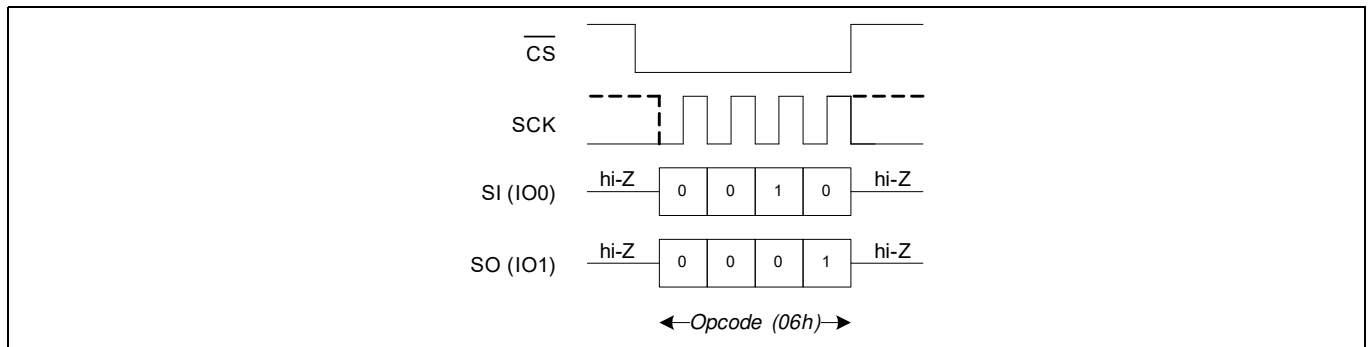 CS
SCK
hi-Z
SI (IO0)
0 0 1 0
hi-Z
hi-Z
SO (IO1)
0 0 0 1
hi-Z
Opcode (06h)